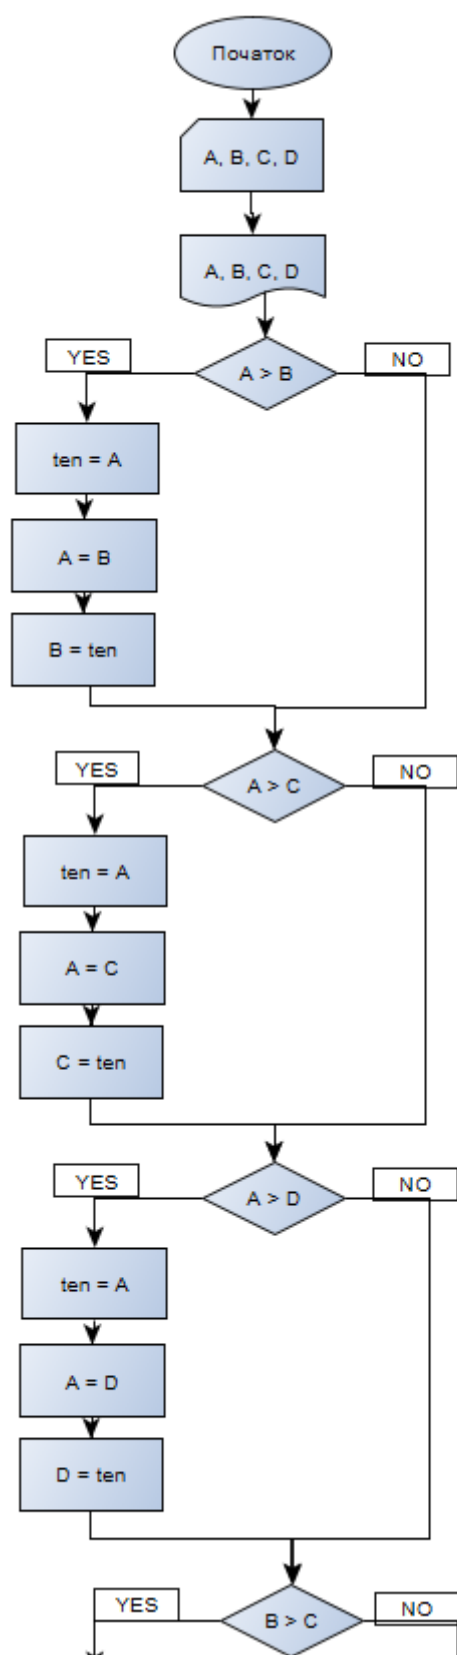 Початок
A, B, C, D
A, B, C, D
YES
A > B
NO
ten = A
A = B
B = ten
YES
A > C
NO
ten = A
A = C
C = ten
YES
A > D
NO
ten = A
A = D
D = ten
YES
B > C
NO